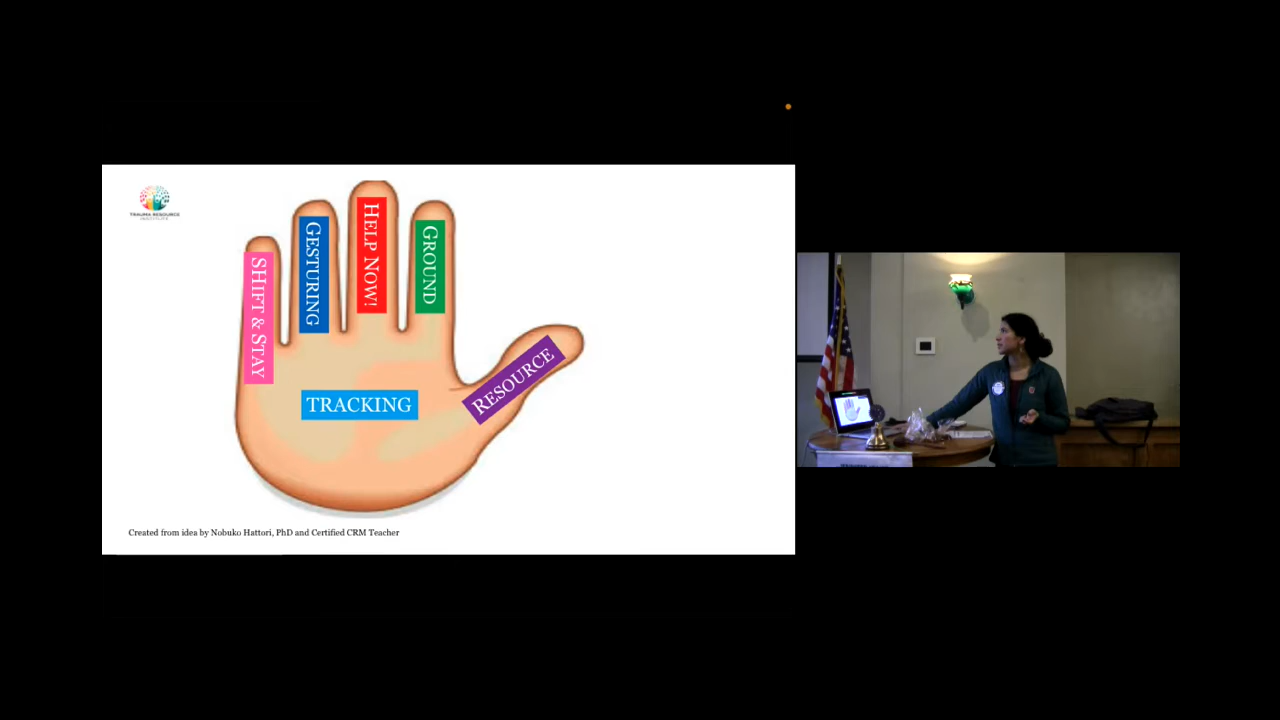 TRAUMA RESOURCE
INSTITUTE
SHIFT & STAY
GESTURING
HELP NOW!
GROUND
RESOURCE
TRACKING
Created from idea by Nobuko Hattori, PhD and Certified CRM Teacher